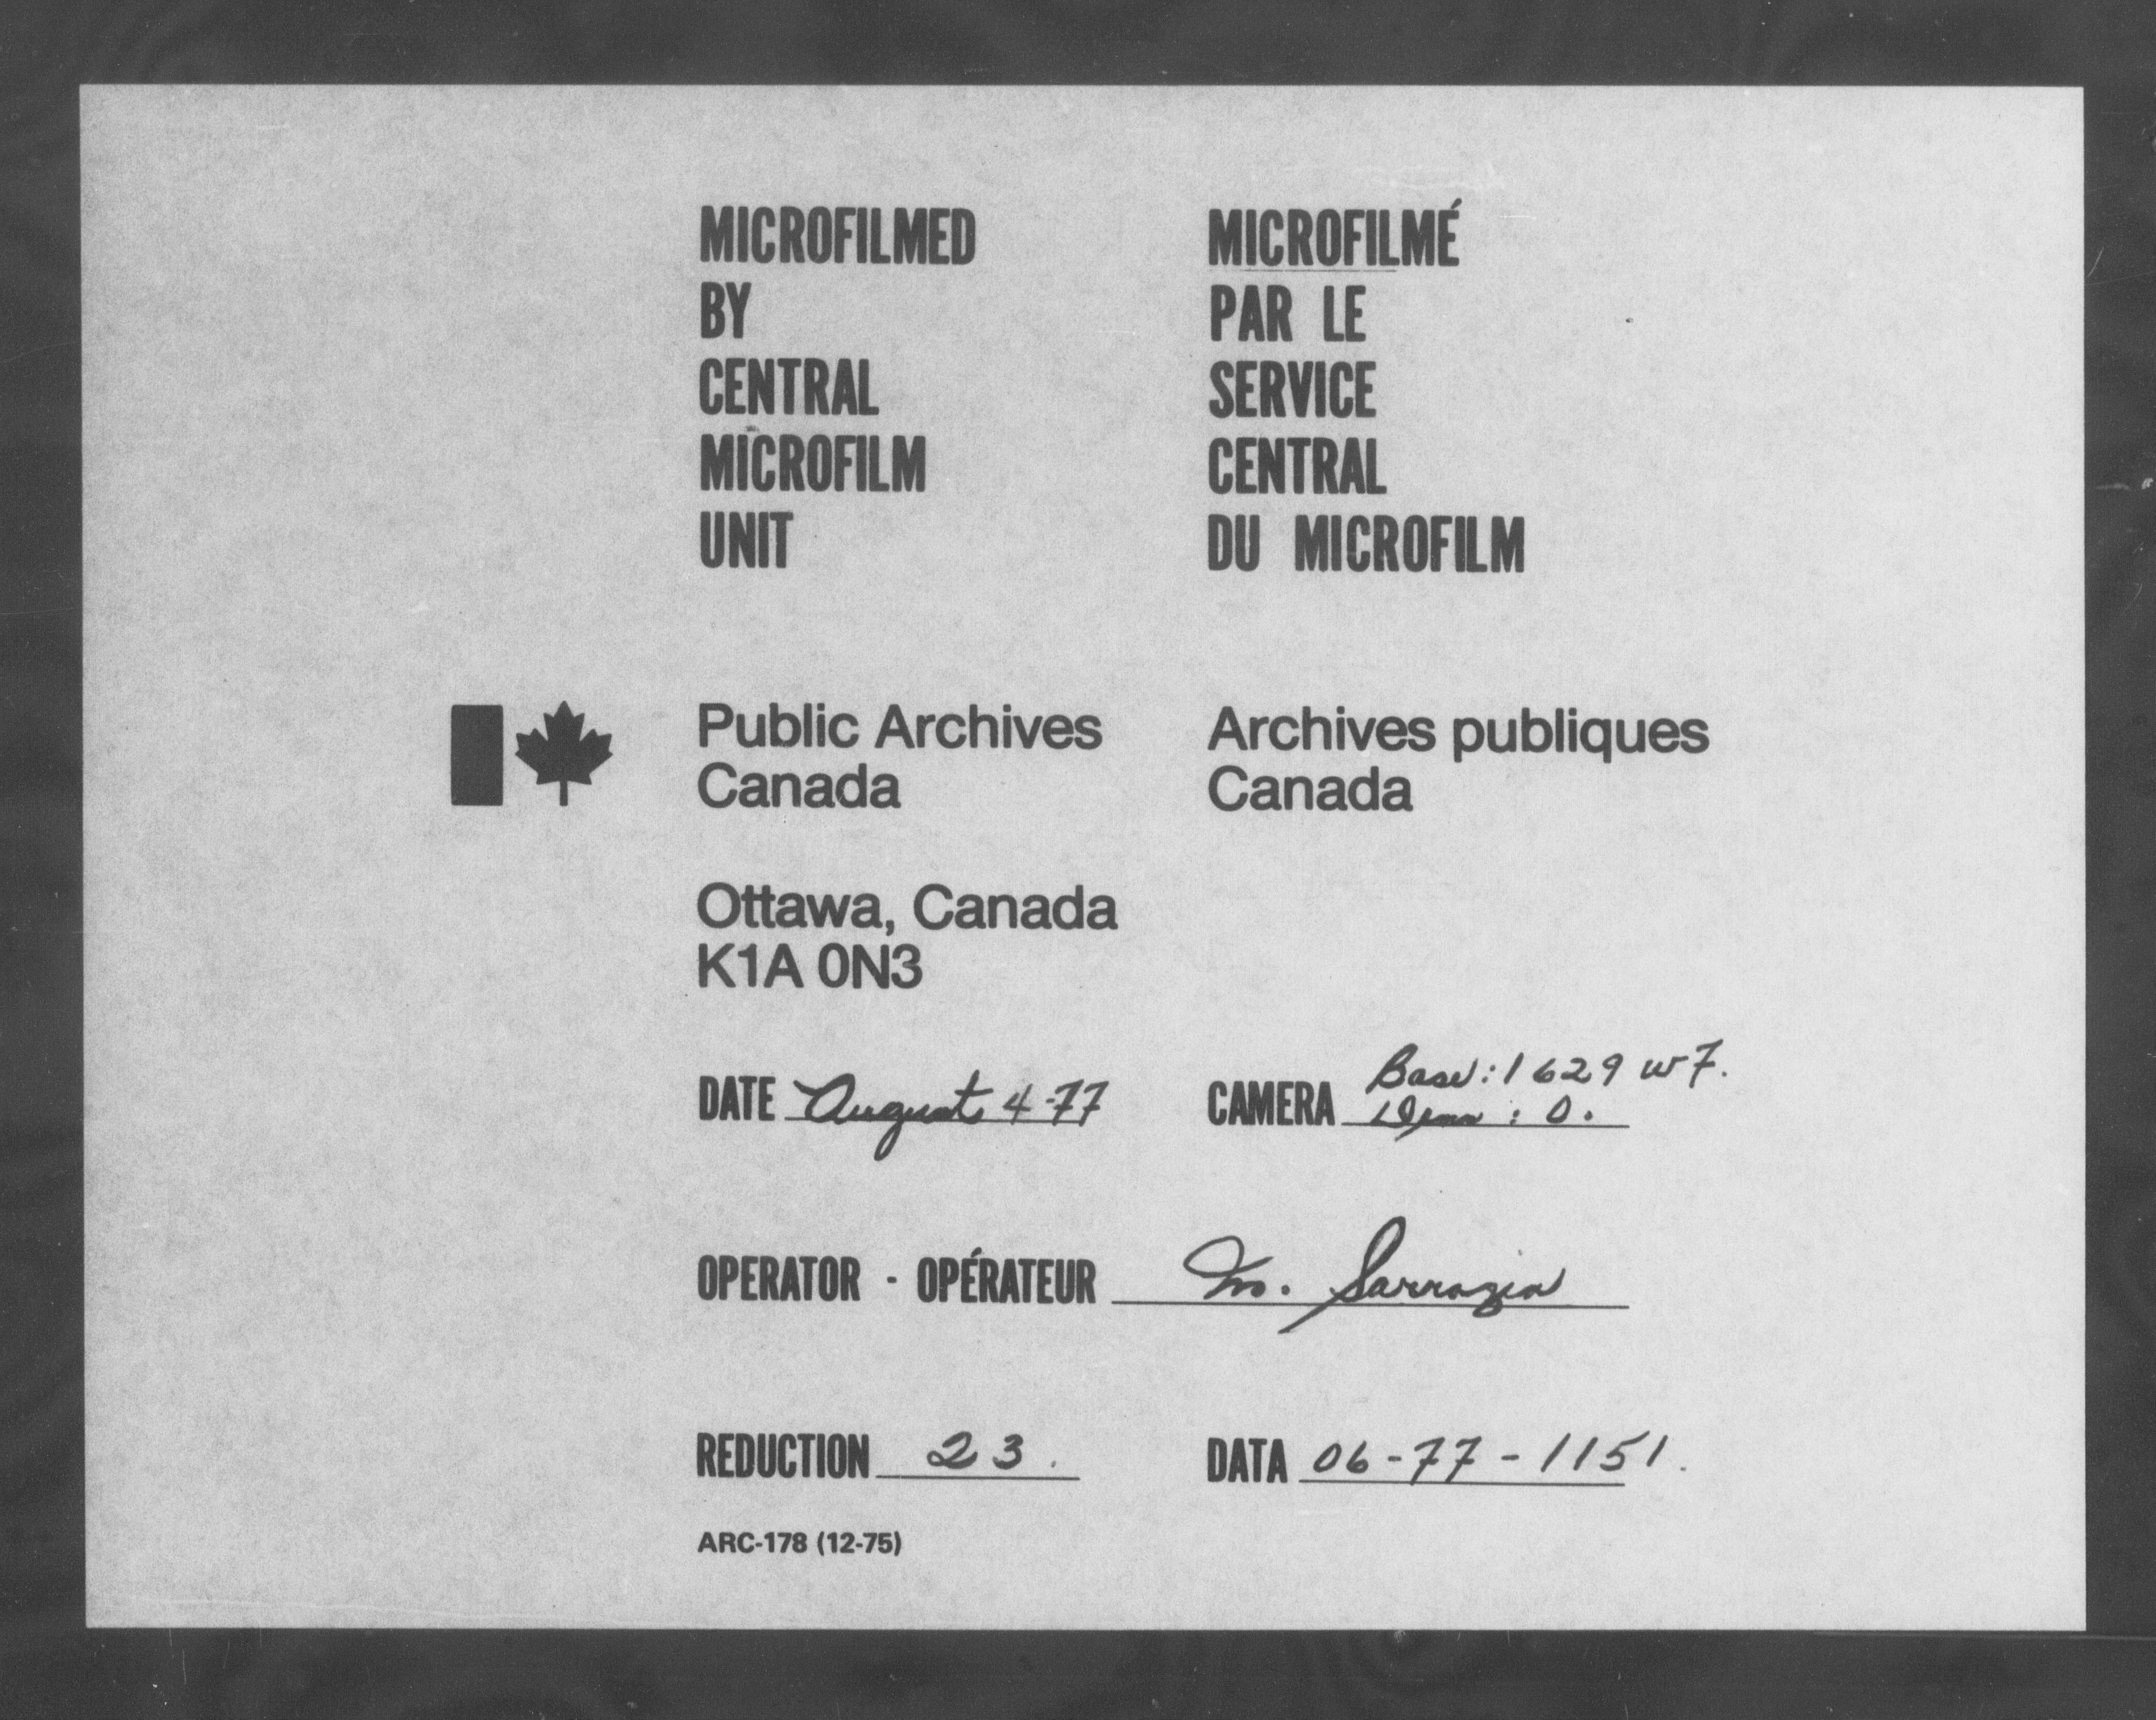 MICROFILMED
BY
CENTRAL
MICROFILM
UNIT
MICROFILMÉ
PAR LE
SERVICE
CENTRAL
DU MICROFILM
Public Archives
Canada
Archives publiques
Canada
Ottawa, Canada
K1A 0N3
DATE August 4-77
CAMERA Base: 1629 W7.
: 0.
OPERATOR - OPÉRATEUR M. Sarrazin
REDUCTION 23.
DATA 06-77-1151.
ARC-178 (12-75)